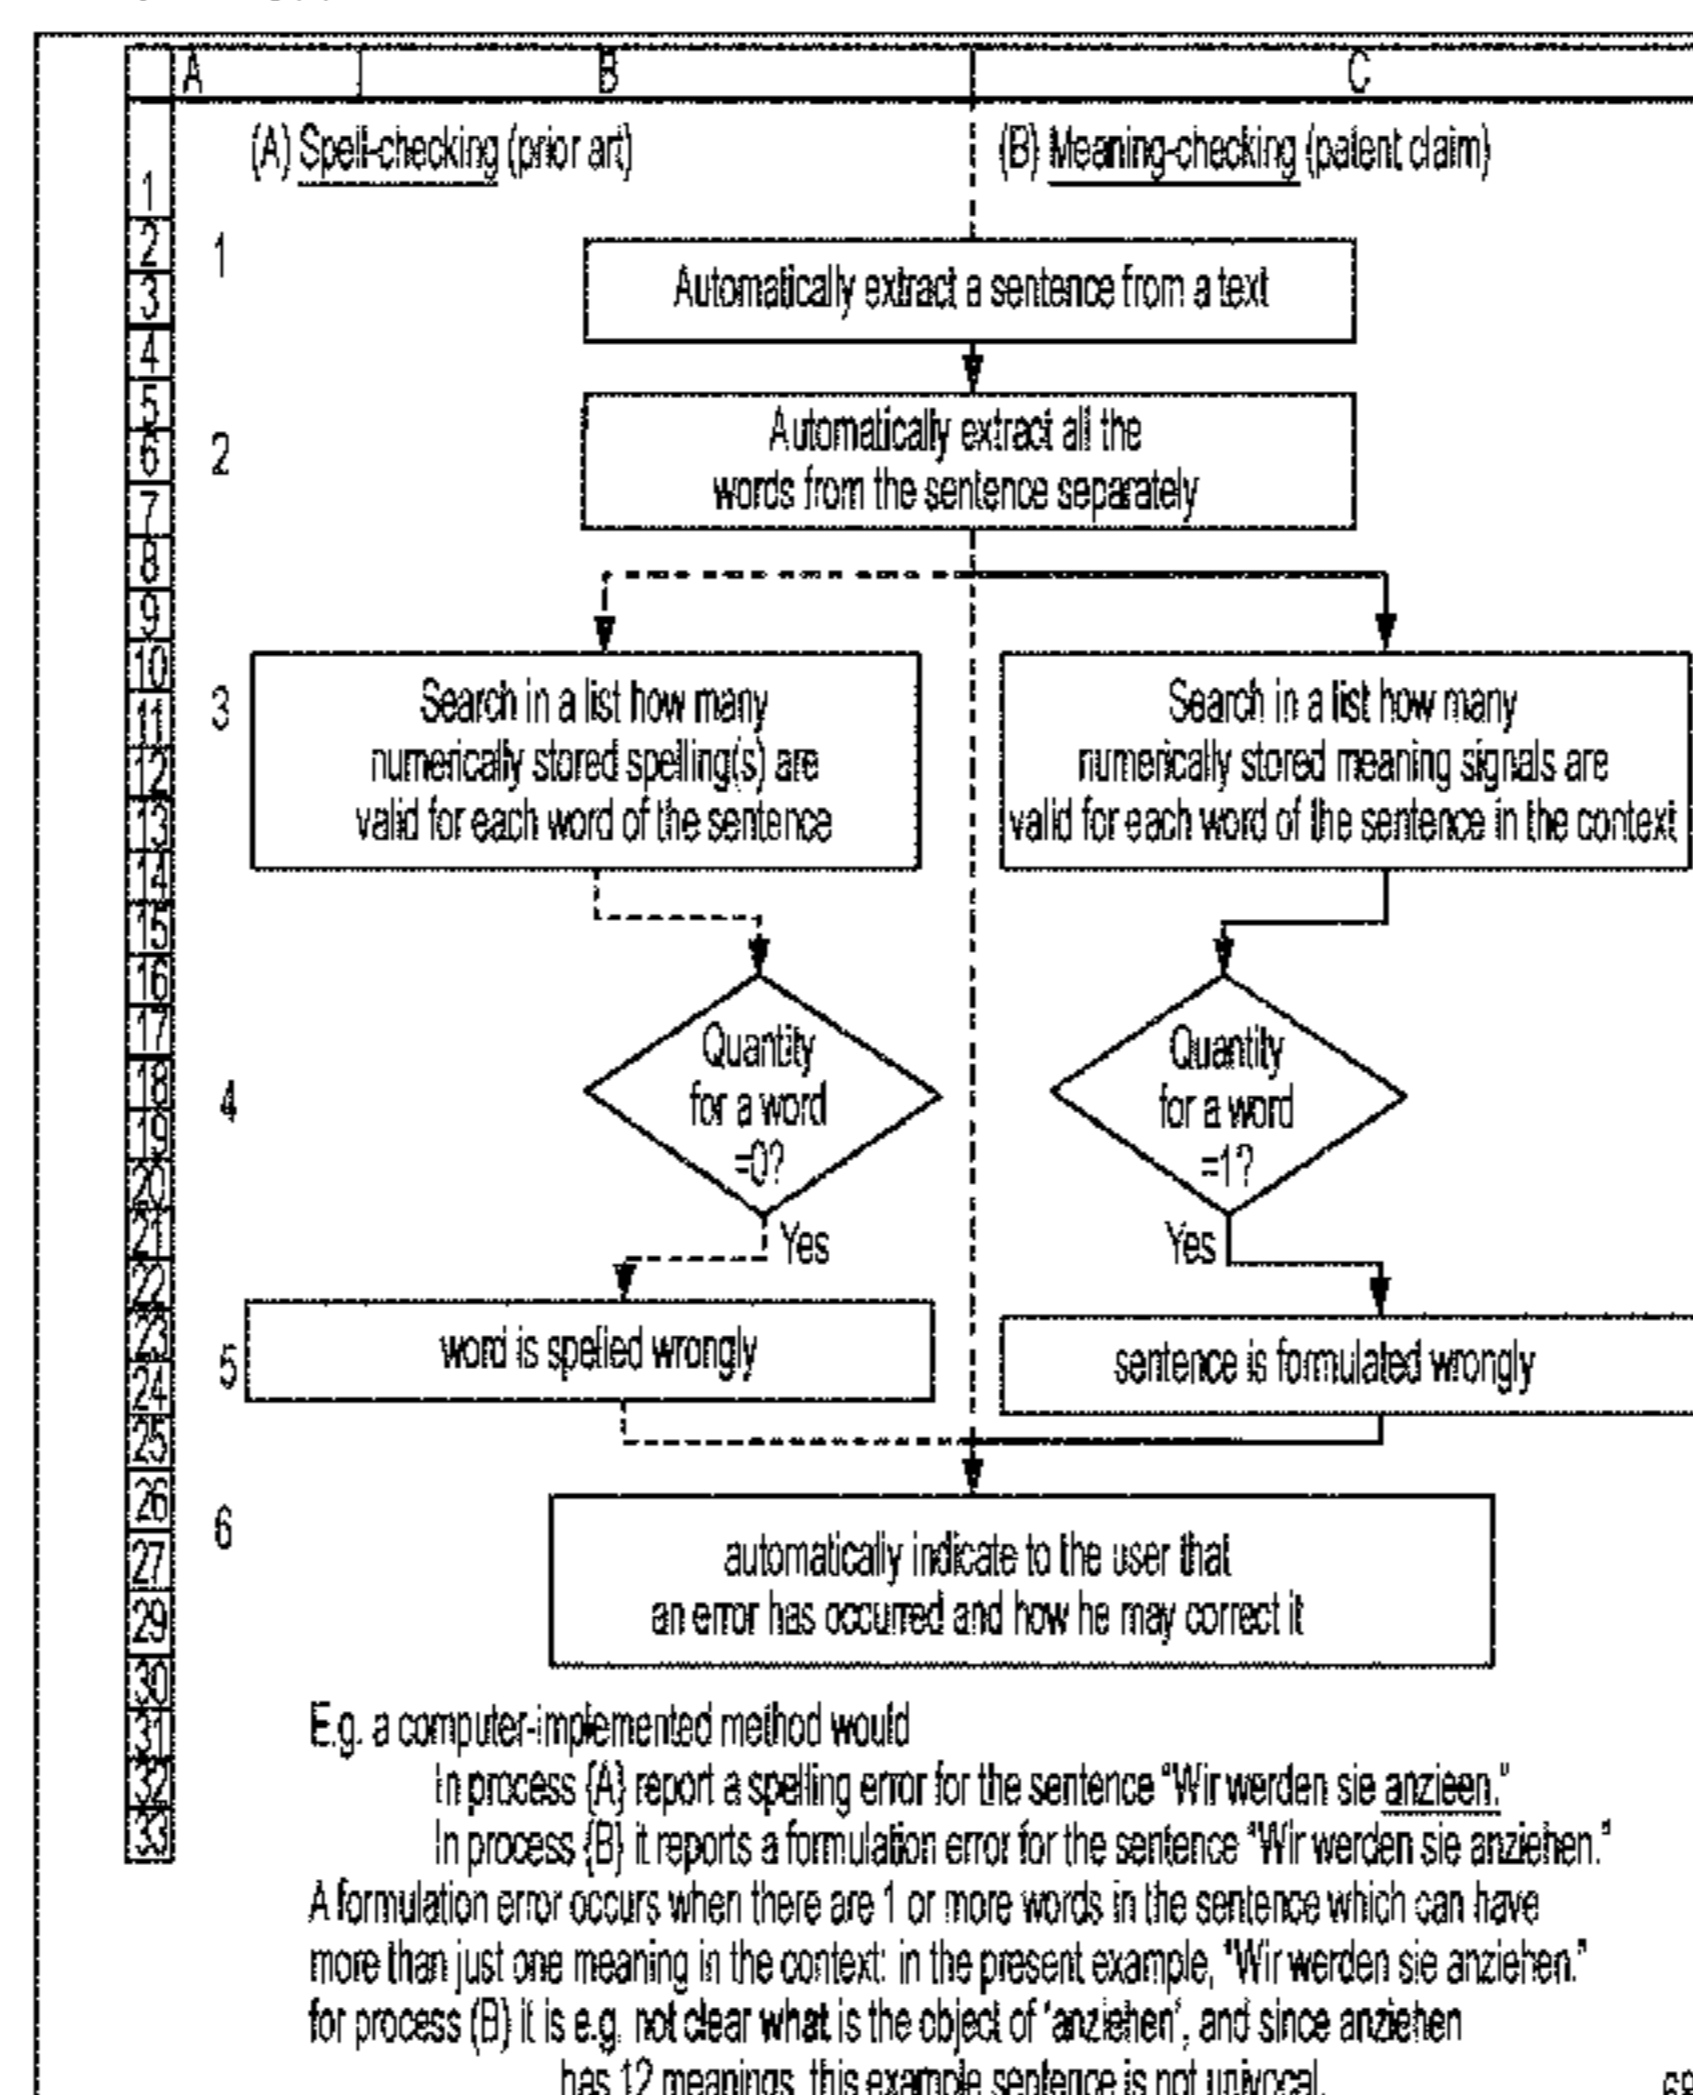 A B C
(A) Spell-checking (prior art)
(B) Meaning-checking (patent claim)
1
2
3
4
5
6
7
8
9
10
11
12
13
14
15
16
17
18
19
20
21
22
23
24
25
26
27
29
30
31
32
33
1
Automatically extract a sentence from a text
2
Automatically extract all the
words from the sentence separately
3
Search in a list how many
numerically stored spelling(s) are
valid for each word of the sentence
Search in a list how many
numerically stored meaning signals are
valid for each word of the sentence in the context
4
Quantity
for a word
=0?
Yes
Quantity
for a word
=1?
Yes
5
word is spelled wrongly
sentence is formulated wrongly
6
automatically indicate to the user that
an error has occurred and how he may correct it
E.g. a computer-implemented method would
In process (A) report a spelling error for the sentence "Wir werden sie anzieen."
In process (B) it reports a formulation error for the sentence "Wir werden sie anziehen."
A formulation error occurs when there are 1 or more words in the sentence which can have
more than just one meaning in the context: in the present example, "Wir werden sie anziehen."
for process (B) it is e.g. not clear what is the object of 'anziehen', and since anziehen
has 12 meanings, this example sentence is not univocal.